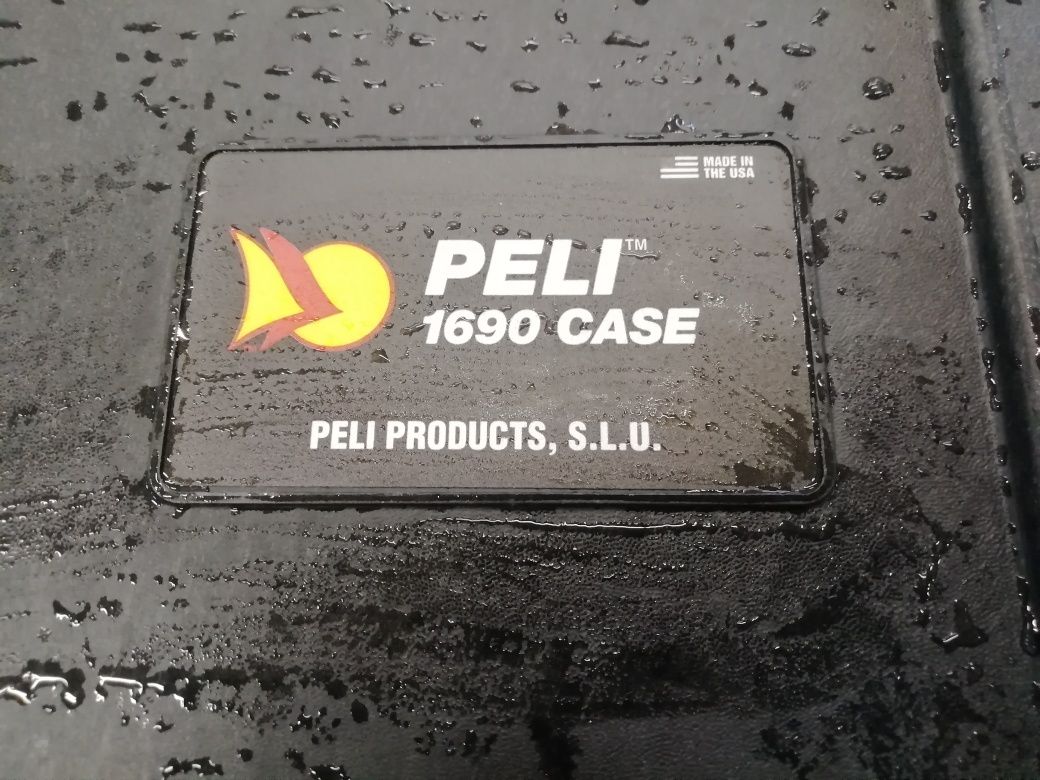 MADE IN
THE USA
PELI™
1690 CASE
PELI PRODUCTS, S.L.U.